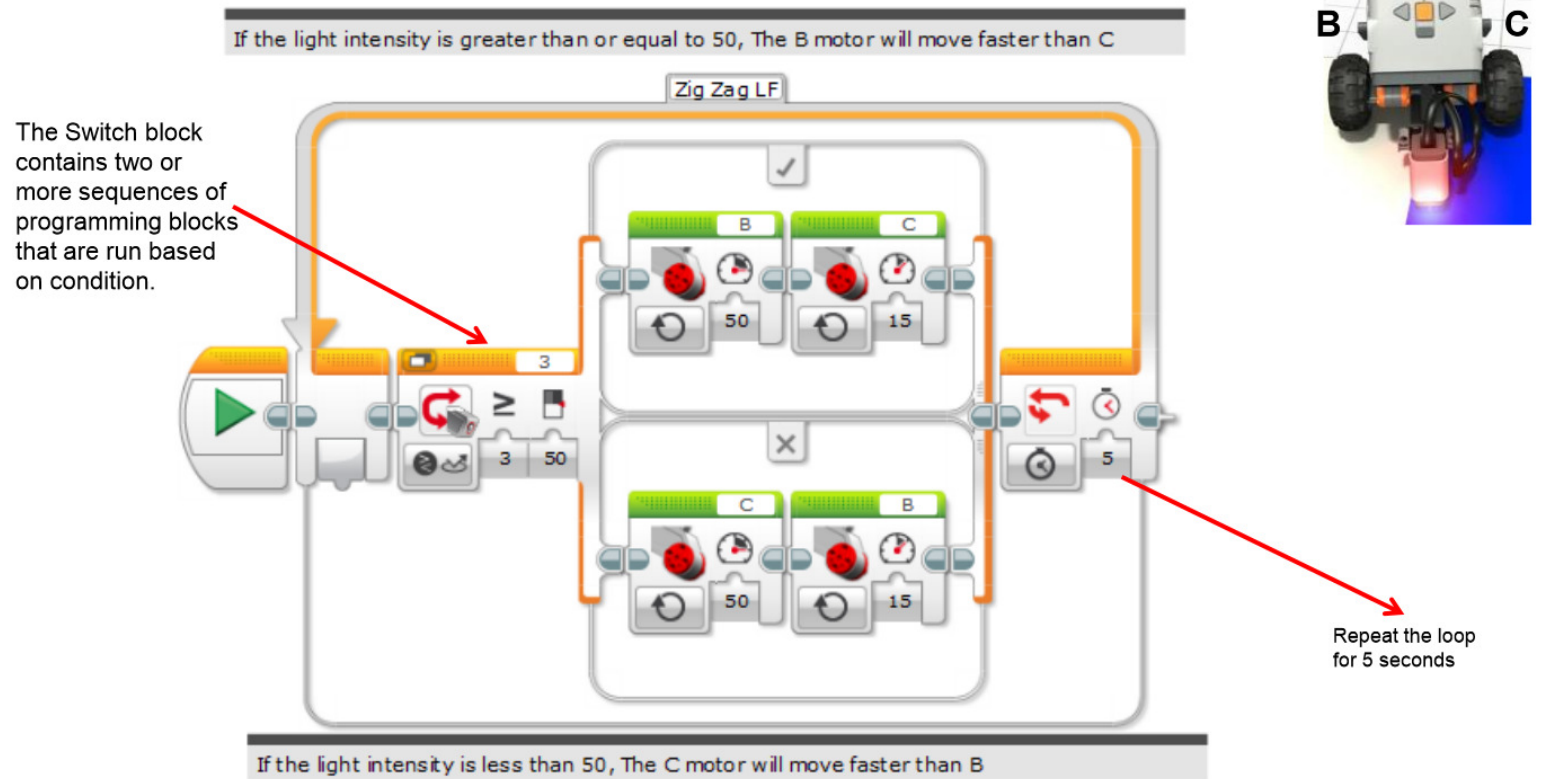 If the light intensity is greater than or equal to 50, The B motor will move faster than C
B C
Zig Zag LF
The Switch block
contains two or
more sequences of
programming blocks
that are run based
on condition.
B C
50 15
3
≥
3 50
5
C B
50 15
Repeat the loop
for 5 seconds
If the light intensity is less than 50, The C motor will move faster than B